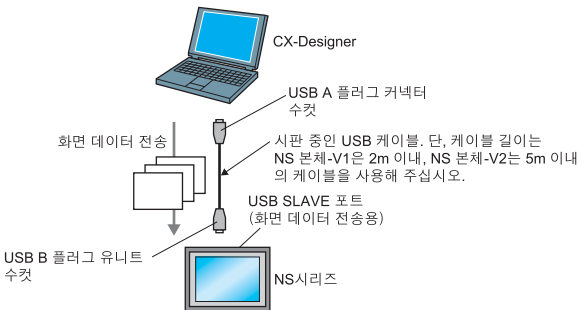 CX-Designer
USB A 플러그 커넥터
수컷
화면 데이터 전송
시판 중인 USB 케이블. 단, 케이블 길이는
NS 본체-V1은 2m 이내, NS 본체-V2는 5m 이내
의 케이블을 사용해 주십시오.
USB SLAVE 포트
(화면 데이터 전송용)
USB B 플러그 유니트
수컷
NS시리즈